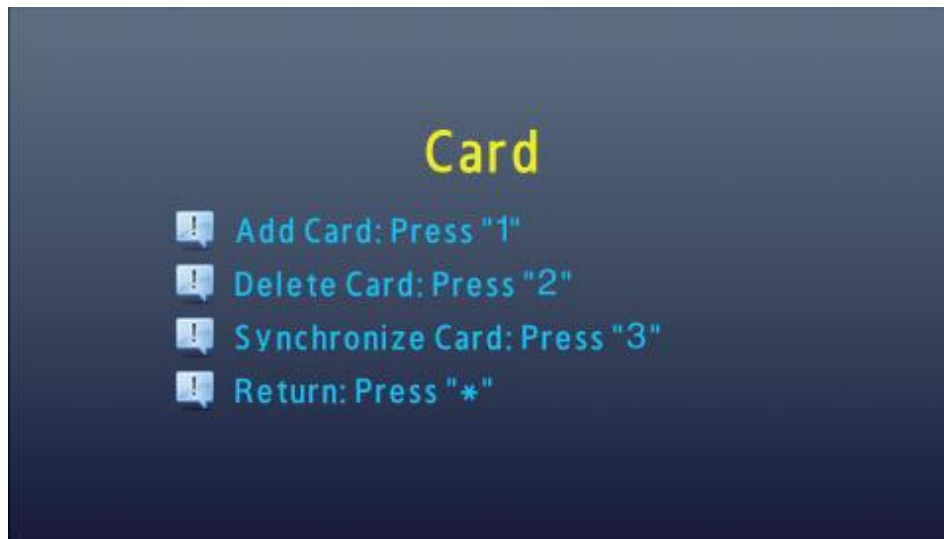 Card
Add Card: Press "1"
Delete Card: Press "2"
Synchronize Card: Press "3"
Return: Press "*"